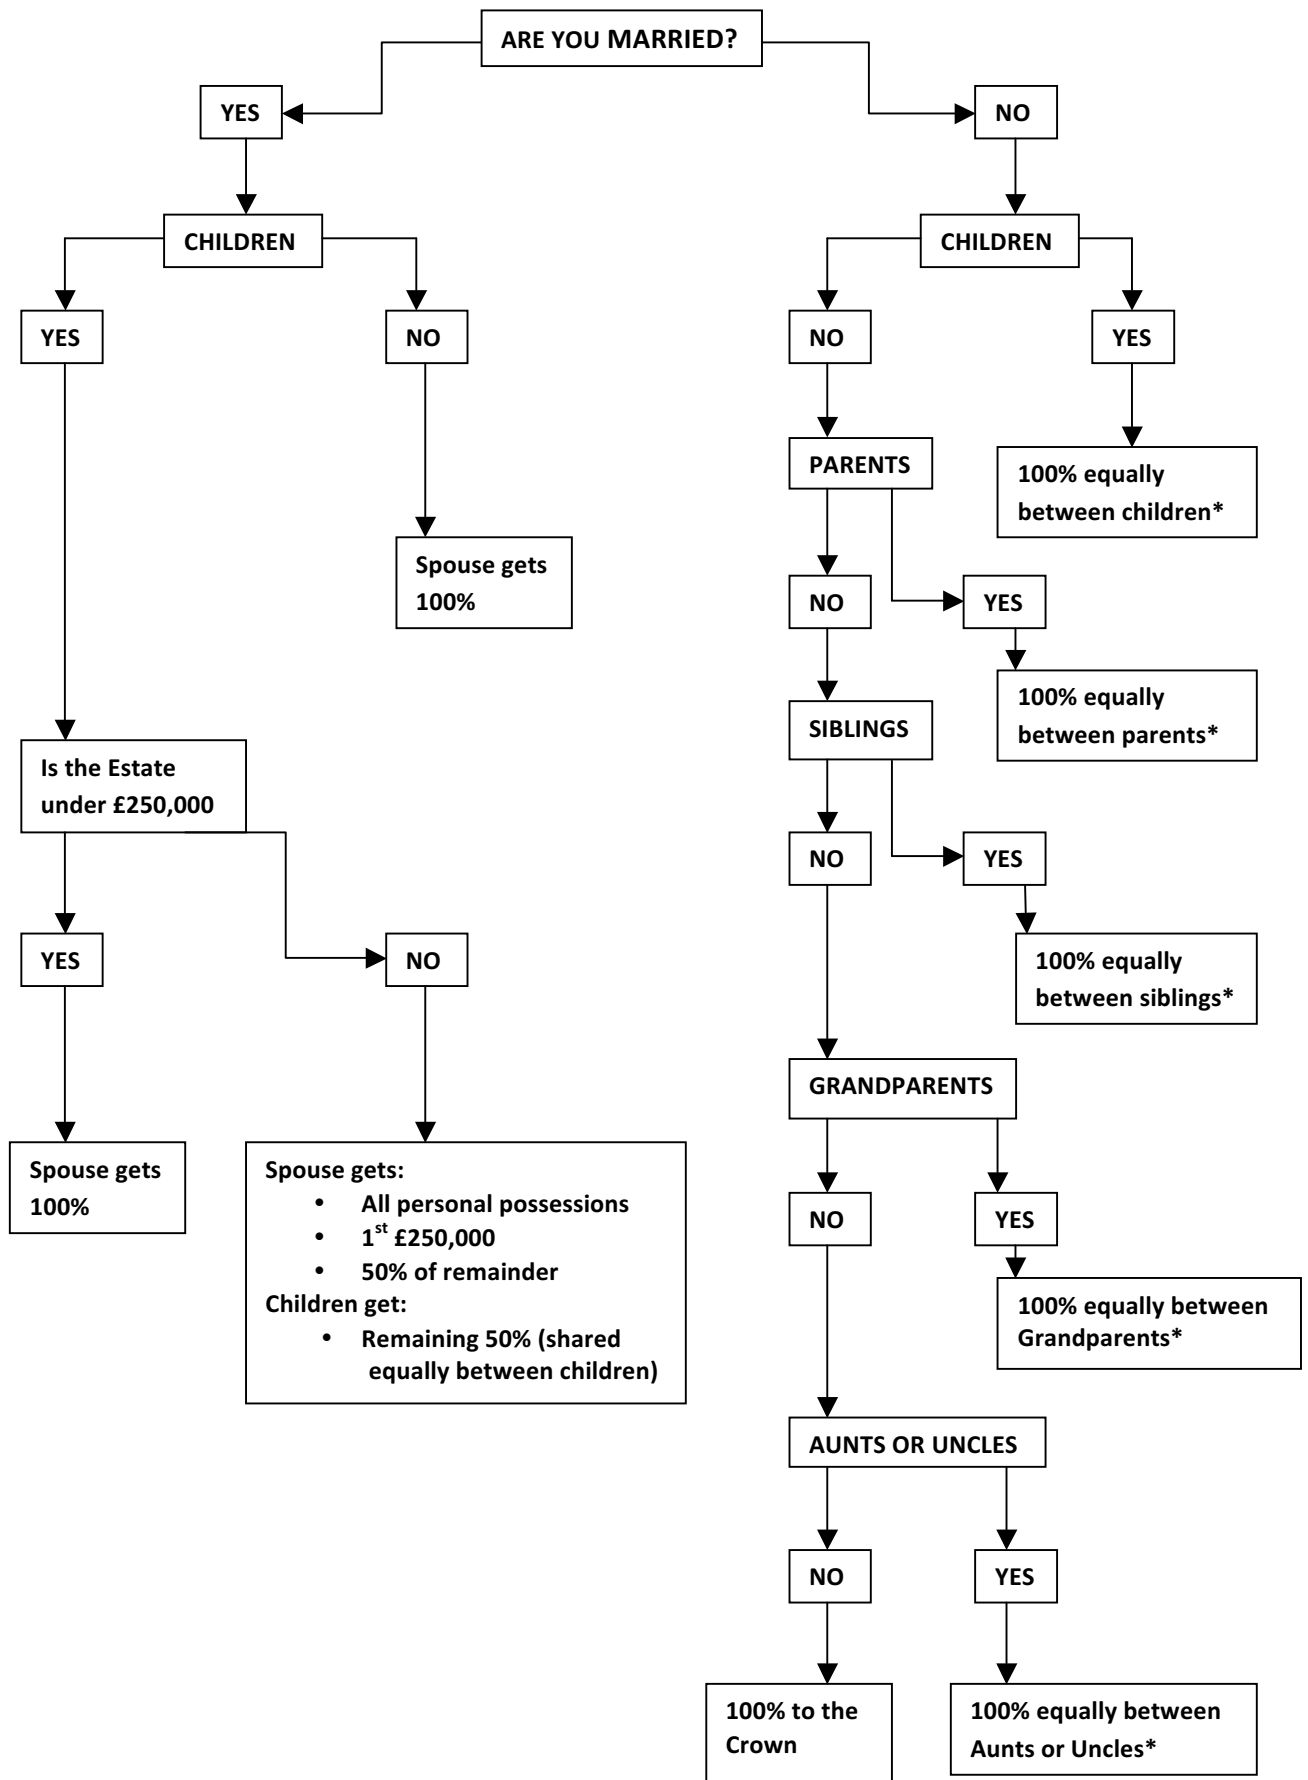 ARE YOU MARRIED?
YES
NO
CHILDREN
CHILDREN
YES
NO
NO
YES
PARENTS
100% equally
between children*
Spouse gets
100%
NO
YES
100% equally
between parents*
SIBLINGS
Is the Estate
under £250,000
NO
YES
YES
NO
100% equally
between siblings*
GRANDPARENTS
Spouse gets
100%
Spouse gets:
• All personal possessions
• 1st £250,000
• 50% of remainder
Children get:
• Remaining 50% (shared
equally between children)
NO
YES
100% equally between
Grandparents*
AUNTS OR UNCLES
NO
YES
100% to the
Crown
100% equally between
Aunts or Uncles*